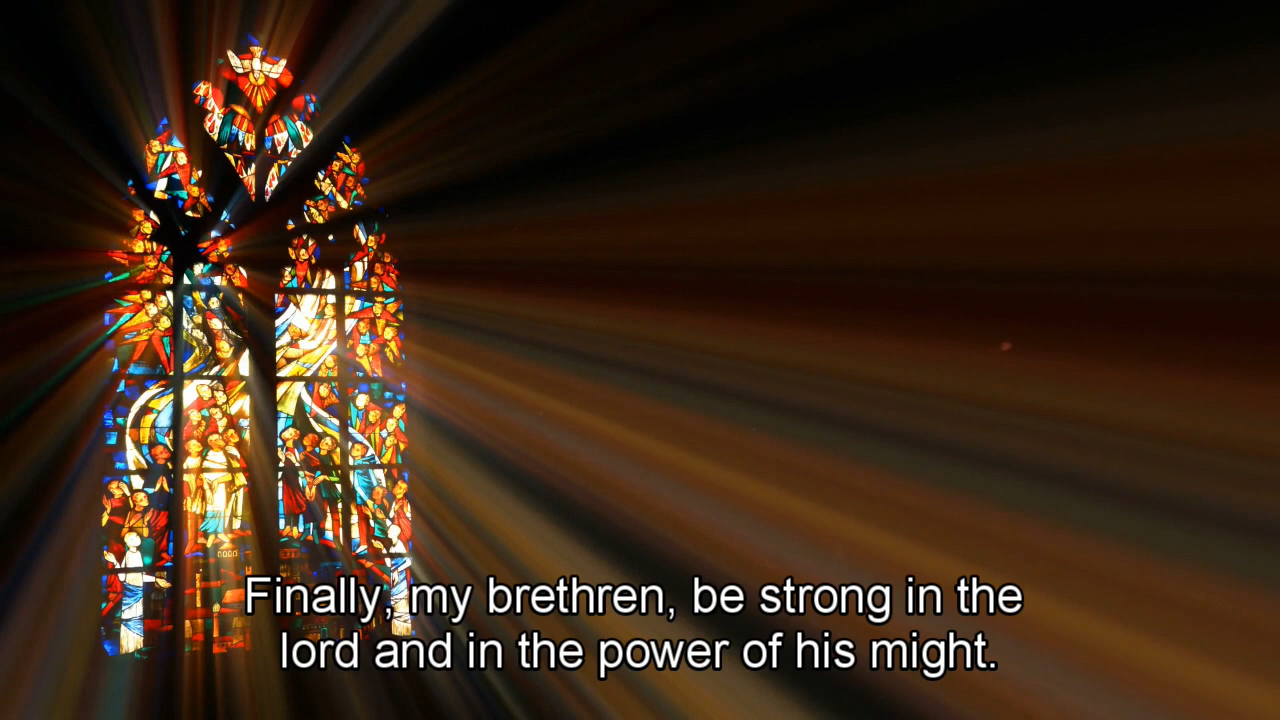 Finally, my brethren, be strong in the
lord and in the power of his might.